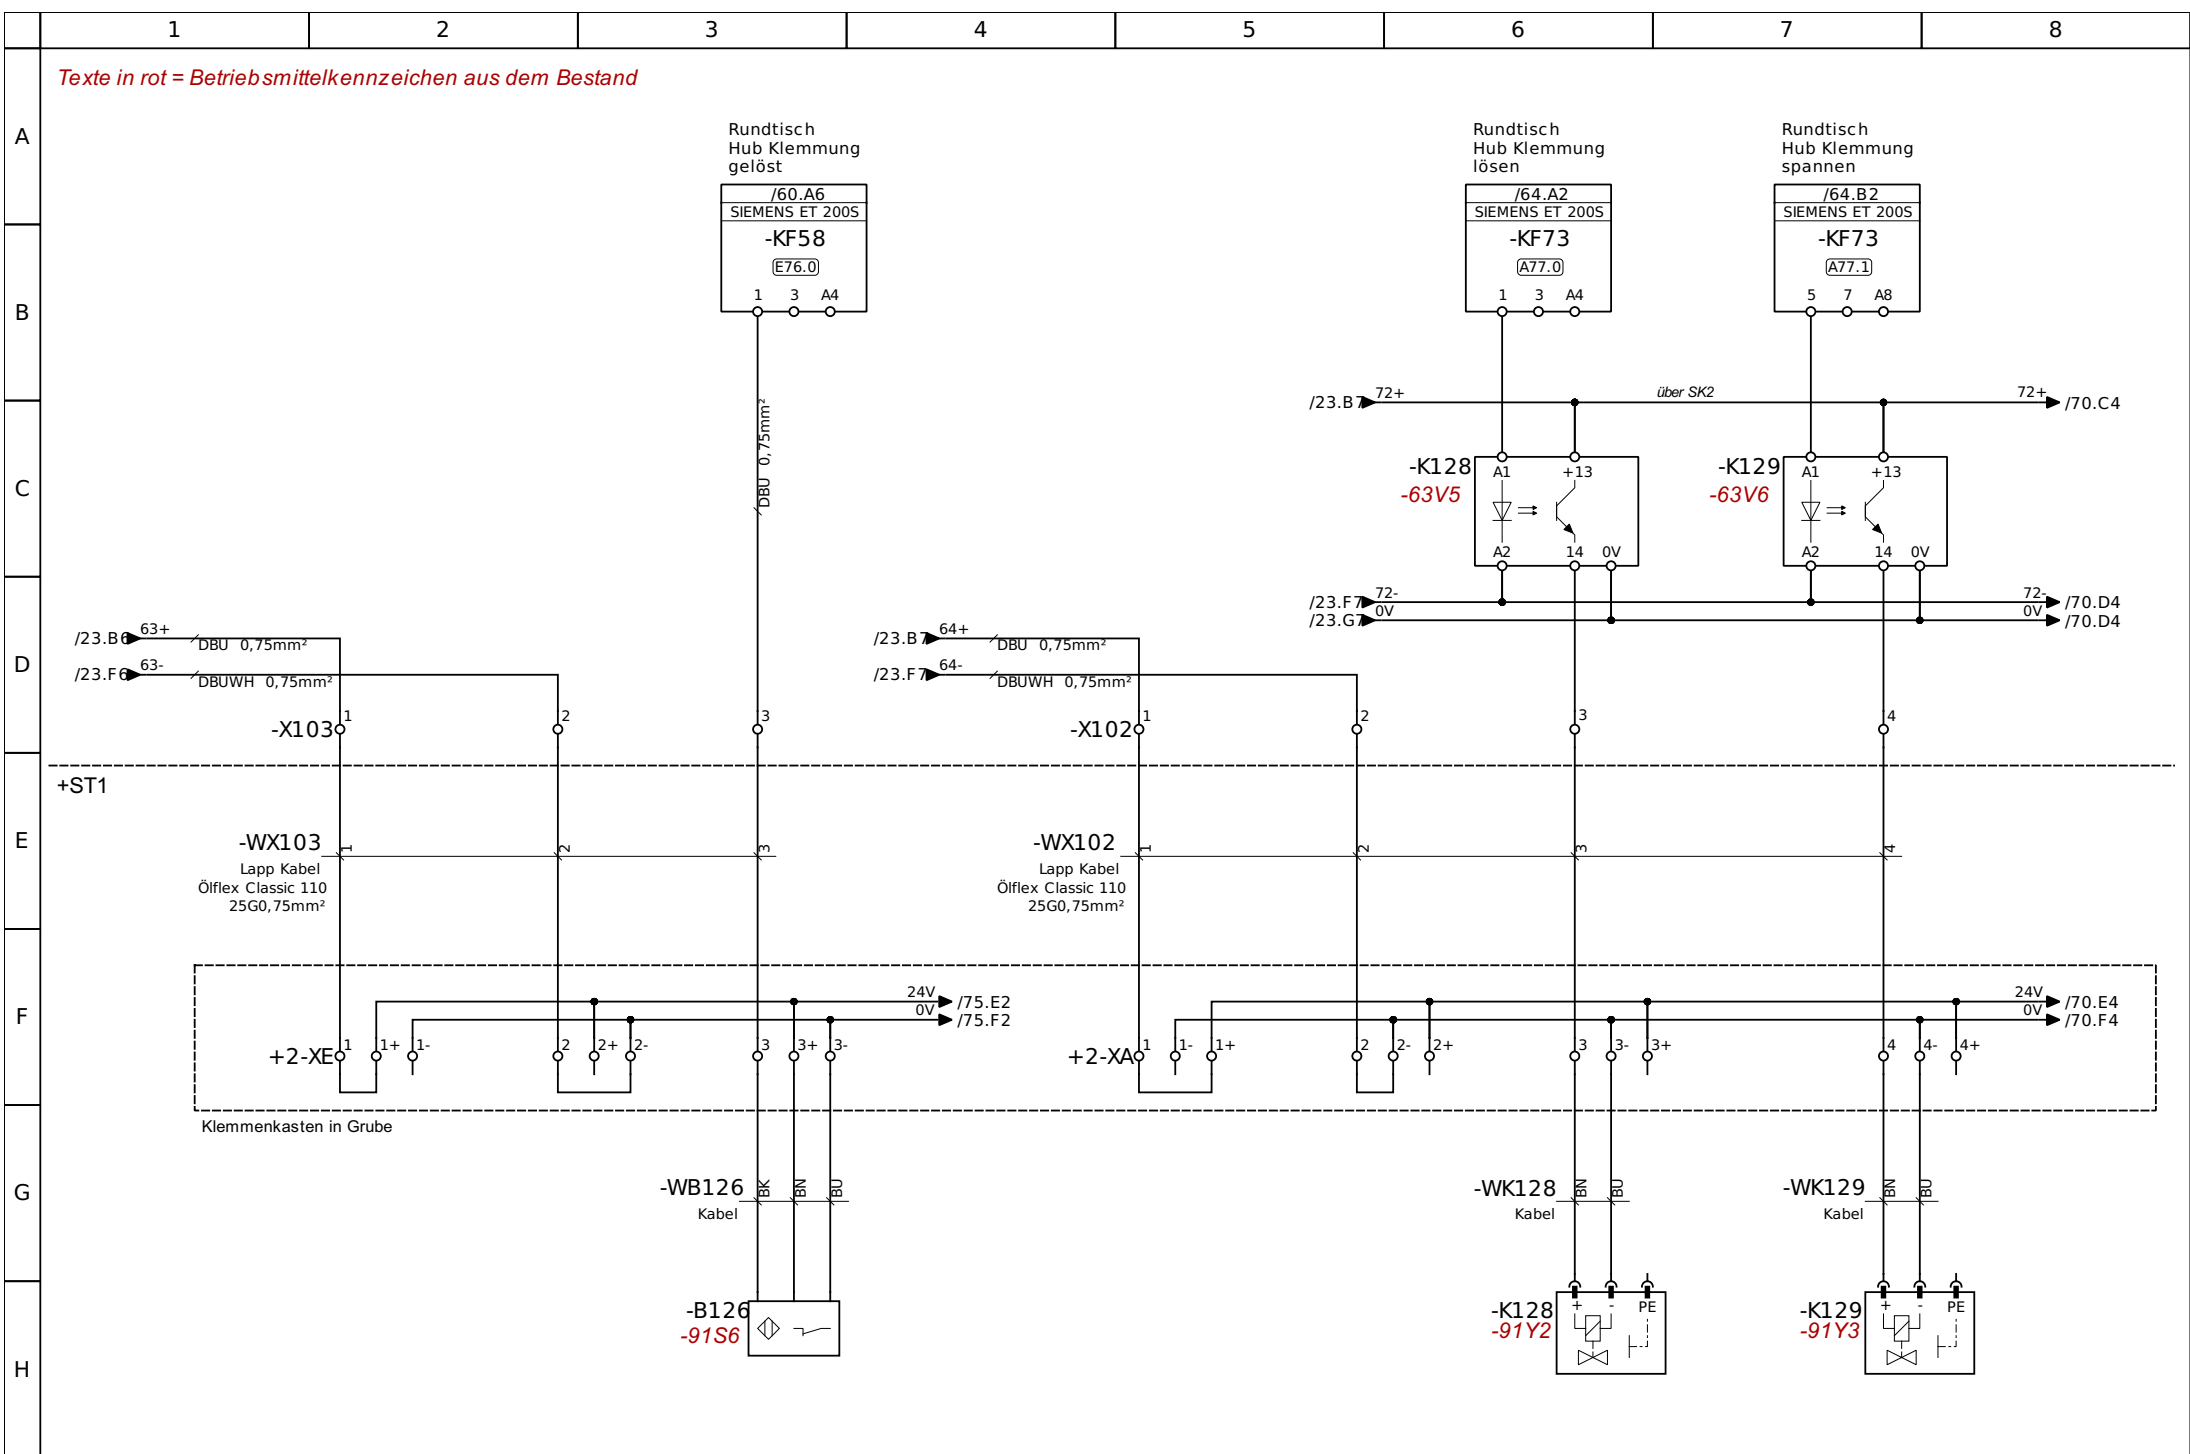 1 2 3 4 5 6 7 8
Texte in rot = Betriebsmittelkennzeichen aus dem Bestand
A
Rundtisch
Hub Klemmung
gelöst
Rundtisch
Hub Klemmung
lösen
Rundtisch
Hub Klemmung
spannen
/60.A6
SIEMENS ET 200S
-KF58
E76.0
1 3 A4
/64.A2
SIEMENS ET 200S
-KF73
A77.0
1 3 A4
/64.B2
SIEMENS ET 200S
-KF73
A77.1
5 7 A8
B
/23.B7 72+ über SK2 72+ /70.C4
DBU 0,75mm²
C
-K128
-63V5
A1 +13
A2 14 0V
-K129
-63V6
A1 +13
A2 14 0V
/23.F7 72- 72- /70.D4
/23.G7 0V 0V /70.D4
D
/23.B6 63+ DBU 0,75mm²
/23.F6 63- DBUWH 0,75mm²
/23.B7 64+ DBU 0,75mm²
/23.F7 64- DBUWH 0,75mm²
-X103 1 2 3
-X102 1 2 3 4
+ST1
E
-WX103 1 2 3
Lapp Kabel
Ölflex Classic 110
25G0,75mm²
-WX102 1 2 3 4
Lapp Kabel
Ölflex Classic 110
25G0,75mm²
F
24V /75.E2
0V /75.F2
24V /70.E4
0V /70.F4
+2-XE 1 1+ 1- 2 2+ 2- 3 3+ 3-
+2-XA 1 1- 1+ 2 2- 2+ 3 3- 3+ 4 4- 4+
Klemmenkasten in Grube
G
-WB126 BK BN BU
Kabel
-WK128 BN BU
Kabel
-WK129 BN BU
Kabel
H
-B126
-91S6
-K128
-91Y2
+ - PE
-K129
-91Y3
+ - PE